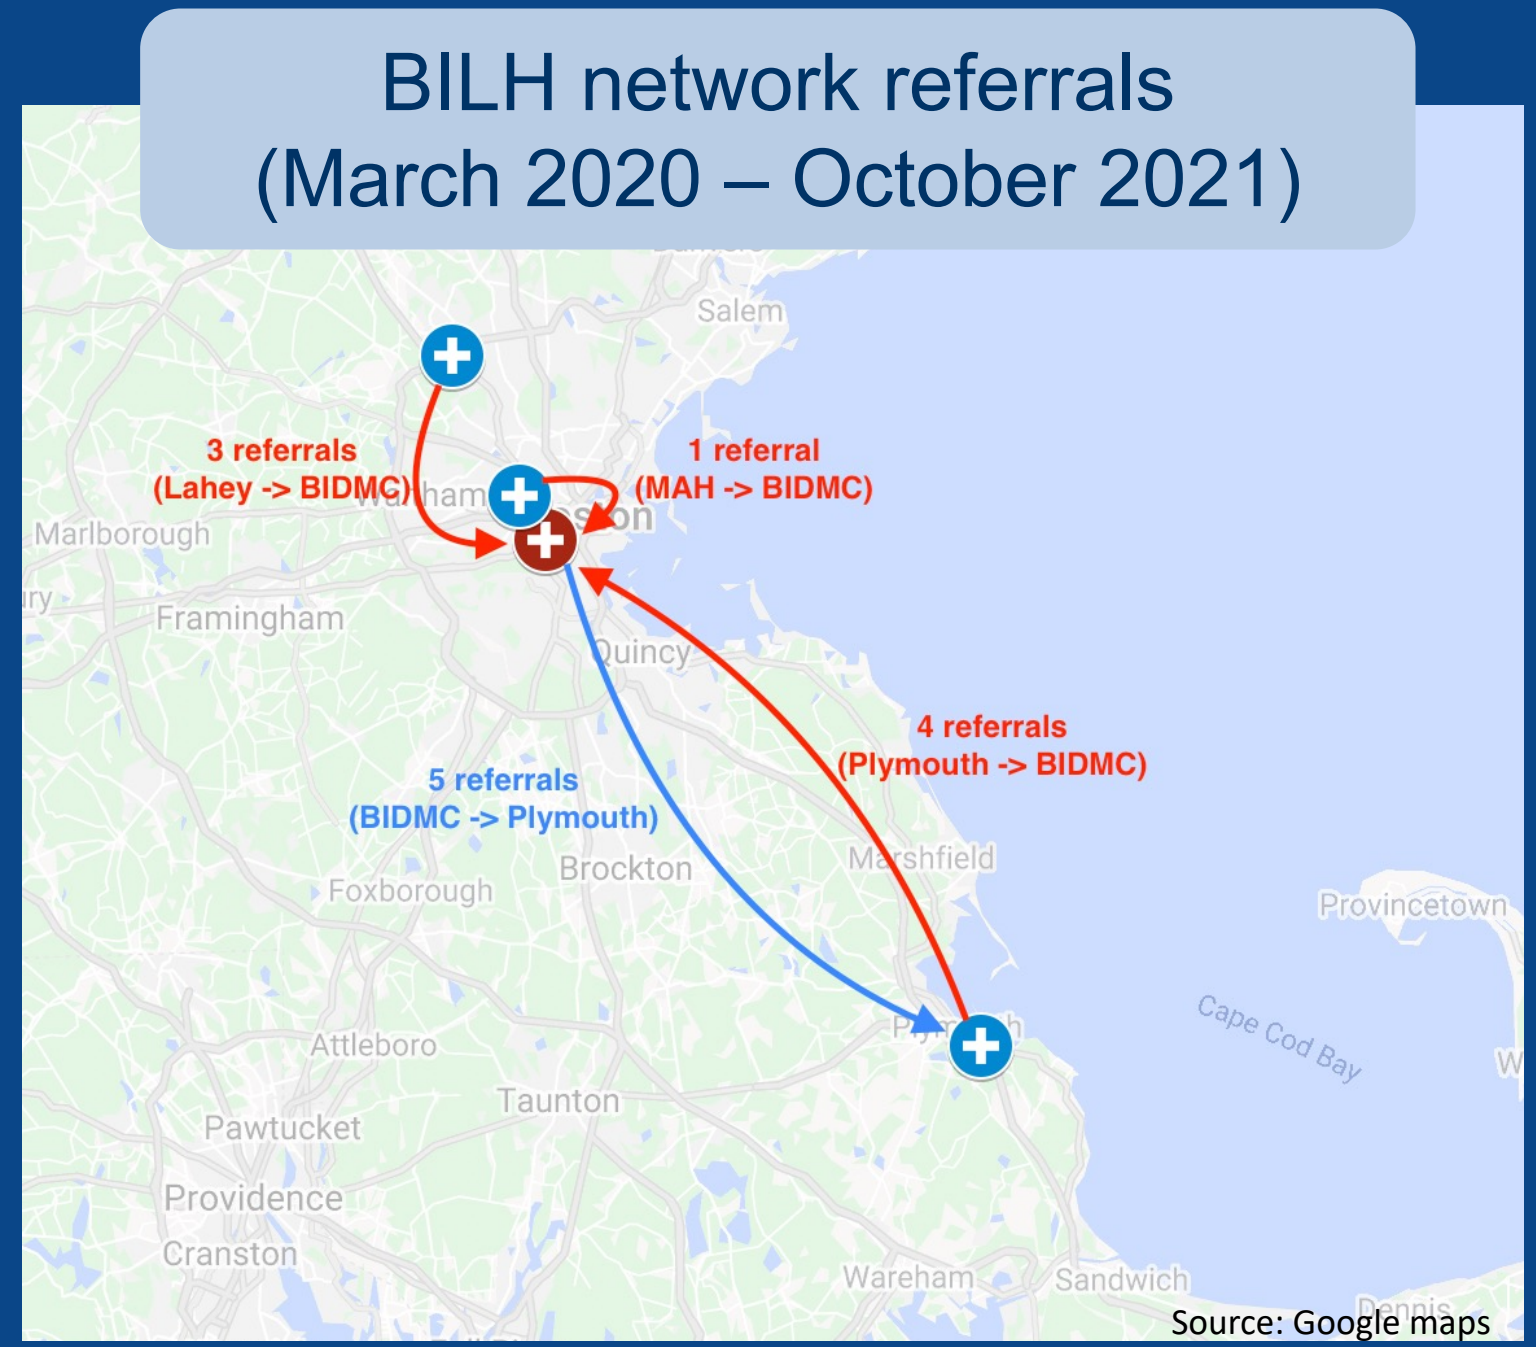 BILH network referrals
(March 2020 – October 2021)
Salem
3 referrals
(Lahey -> BIDMC)
1 referral
(MAH -> BIDMC)
Marlborough
Framingham
Quincy
4 referrals
(Plymouth -> BIDMC)
5 referrals
(BIDMC -> Plymouth)
Brockton
Marshfield
Foxborough
Provincetown
Cape Cod Bay
Attleboro
Taunton
Pawtucket
Providence
Cranston
Wareham
Sandwich
Dennis
Source: Google maps